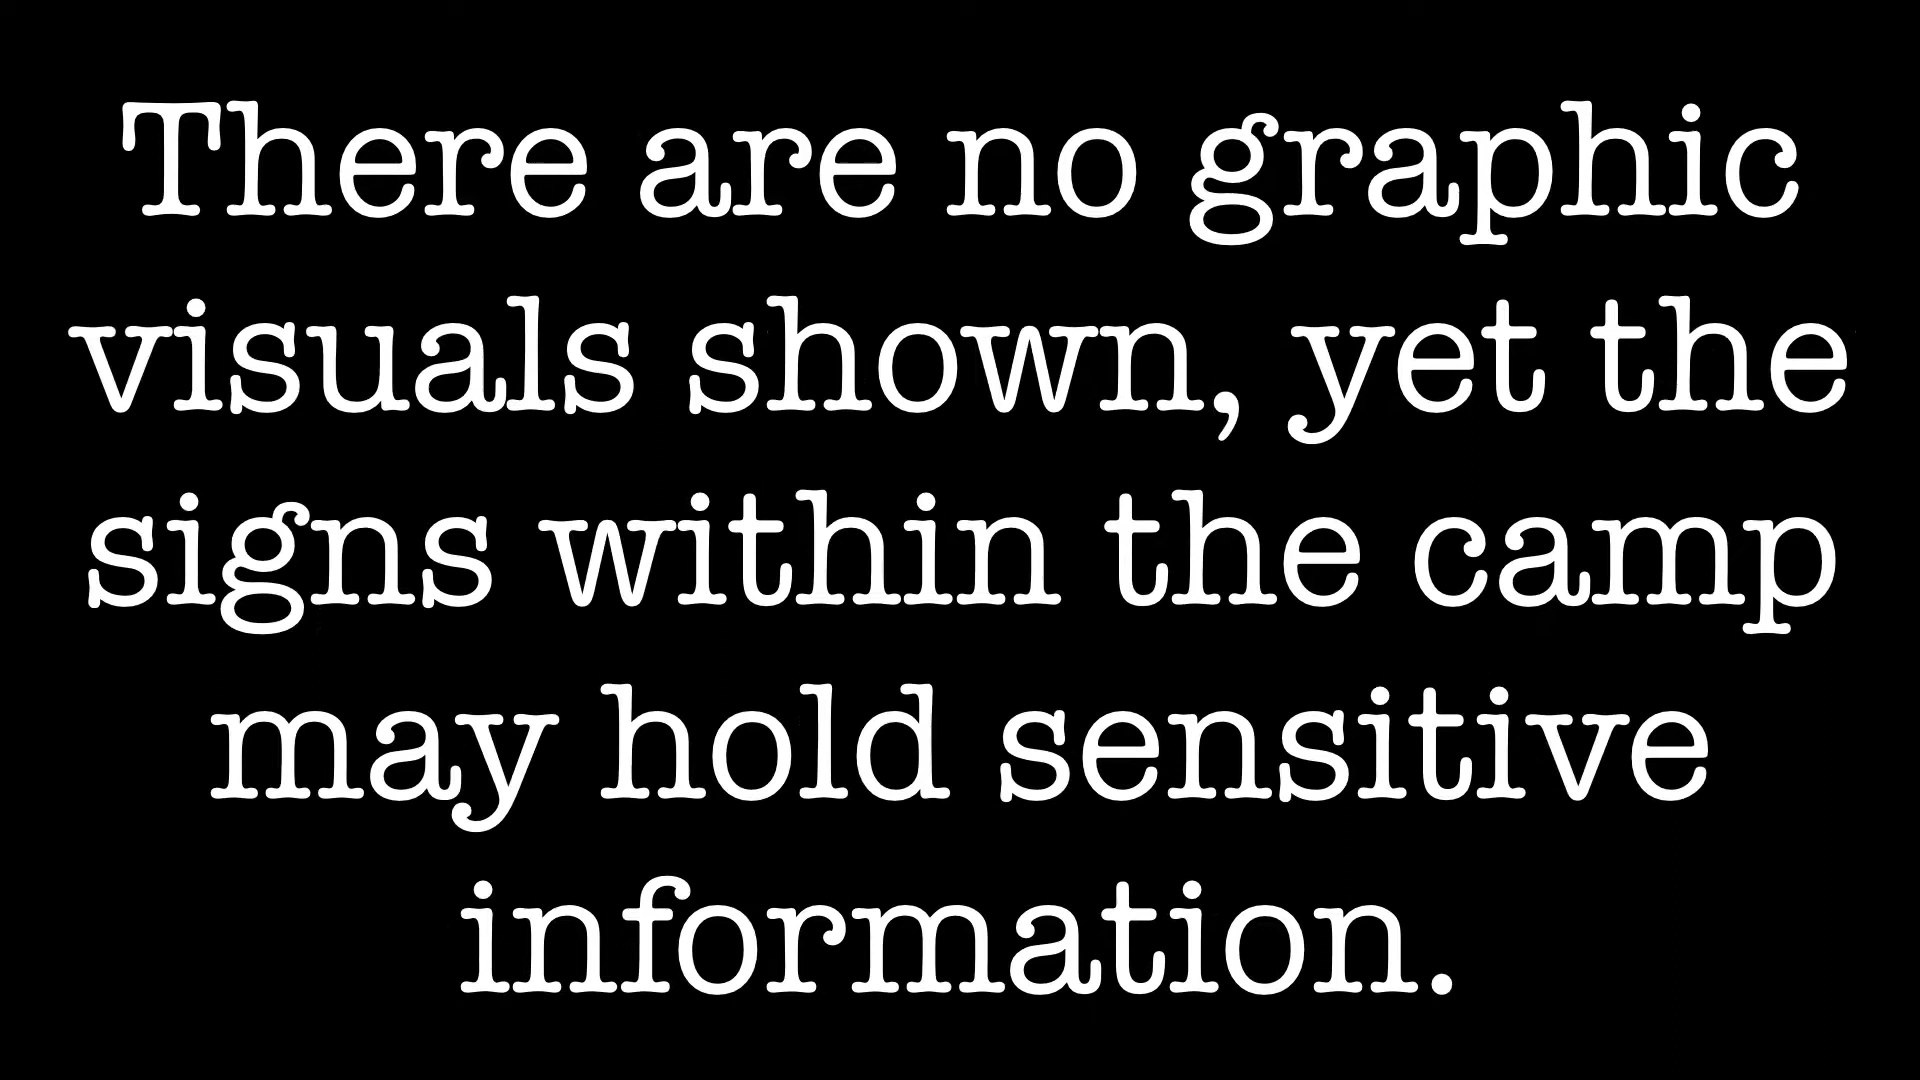 There are no graphic
visuals shown, yet the
signs within the camp
may hold sensitive
information.